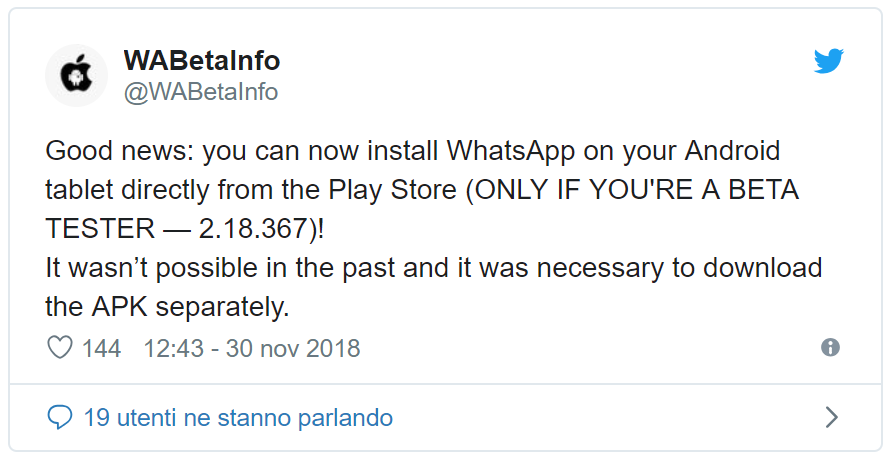 WABetaInfo
@WABetaInfo
Good news: you can now install WhatsApp on your Android
tablet directly from the Play Store (ONLY IF YOU'RE A BETA
TESTER — 2.18.367)!
It wasn’t possible in the past and it was necessary to download
the APK separately.
144 12:43 - 30 nov 2018
19 utenti ne stanno parlando